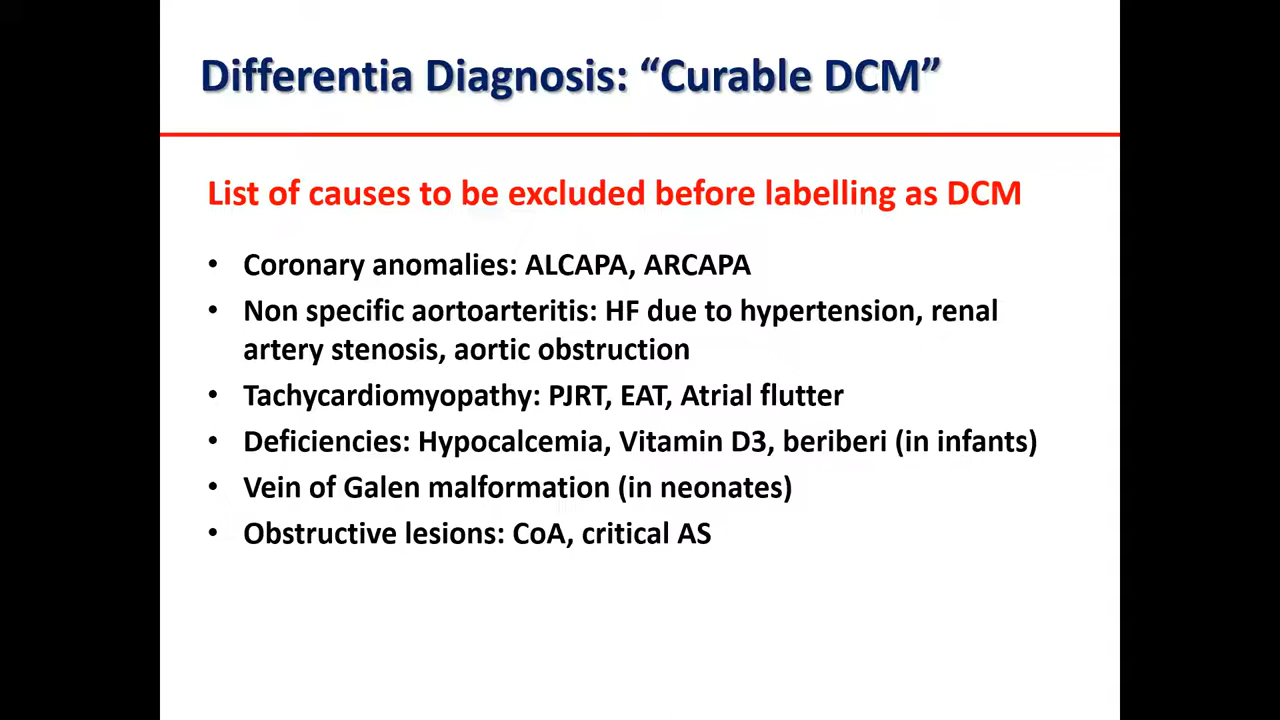 Differentia Diagnosis: “Curable DCM”
List of causes to be excluded before labelling as DCM
• Coronary anomalies: ALCAPA, ARCAPA
• Non specific aortoarteritis: HF due to hypertension, renal
artery stenosis, aortic obstruction
• Tachycardiomyopathy: PJRT, EAT, Atrial flutter
• Deficiencies: Hypocalcemia, Vitamin D3, beriberi (in infants)
• Vein of Galen malformation (in neonates)
• Obstructive lesions: CoA, critical AS